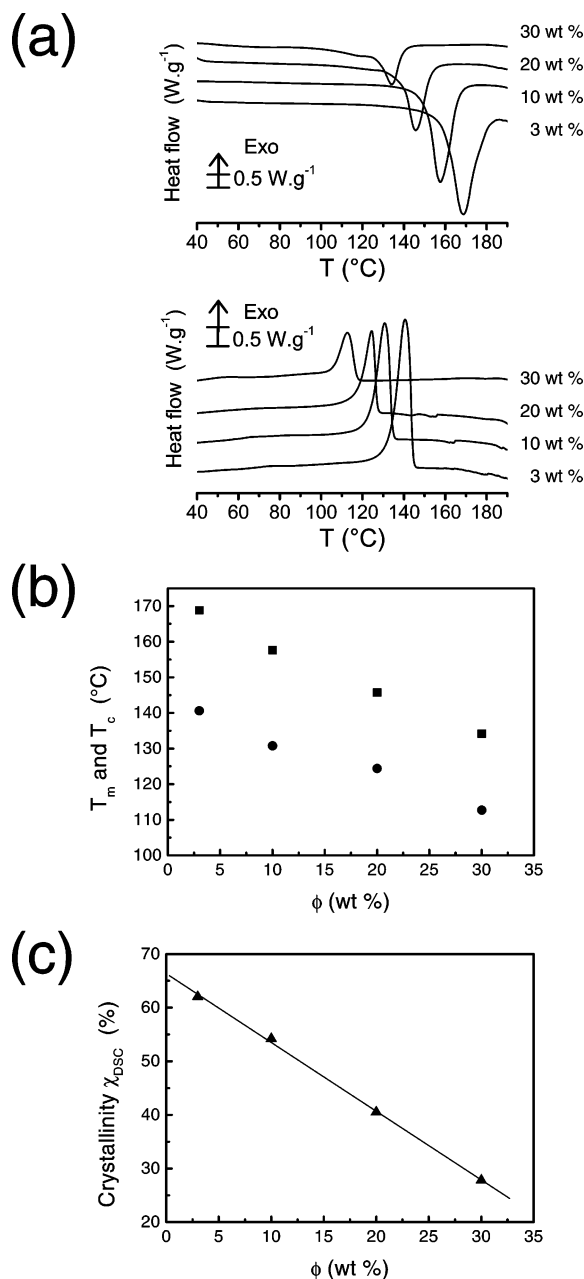 (a)
30 wt %
20 wt %
10 wt %
3 wt %
Heat flow (W.g-1)
Exo
0.5 W.g-1
40 60 80 100 120 140 160 180
T (°C)
Exo
0.5 W.g-1
Heat flow (W.g-1)
30 wt %
20 wt %
10 wt %
3 wt %
40 60 80 100 120 140 160 180
T (°C)
(b)
170
160
150
140
130
120
110
100
Tm and Tc (°C)
0 5 10 15 20 25 30 35
ϕ (wt %)
(c)
70
60
50
40
30
20
Crystallinity χDSC (%)
0 5 10 15 20 25 30 35
ϕ (wt %)